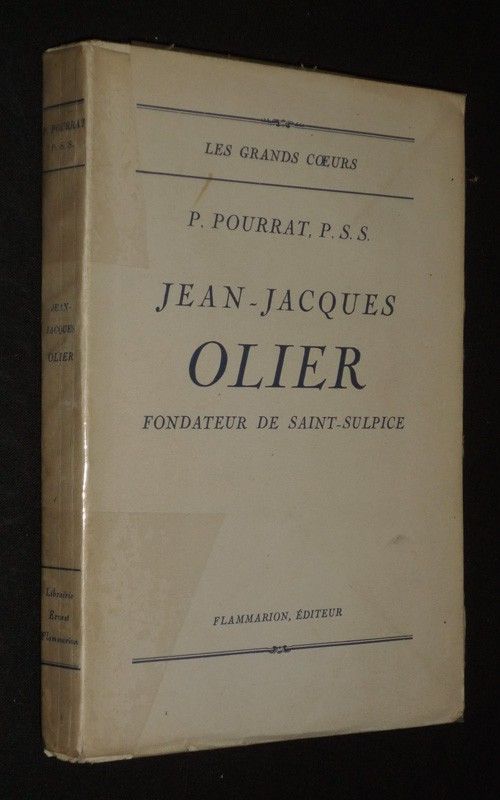 P. POURRAT
P. S. S.
JEAN-
JACQUES
OLIER
Librairie
Ernest
Flammarion
LES GRANDS CŒURS
P. POURRAT, P. S. S.
JEAN-JACQUES
OLIER
FONDATEUR DE SAINT-SULPICE
FLAMMARION, ÉDITEUR